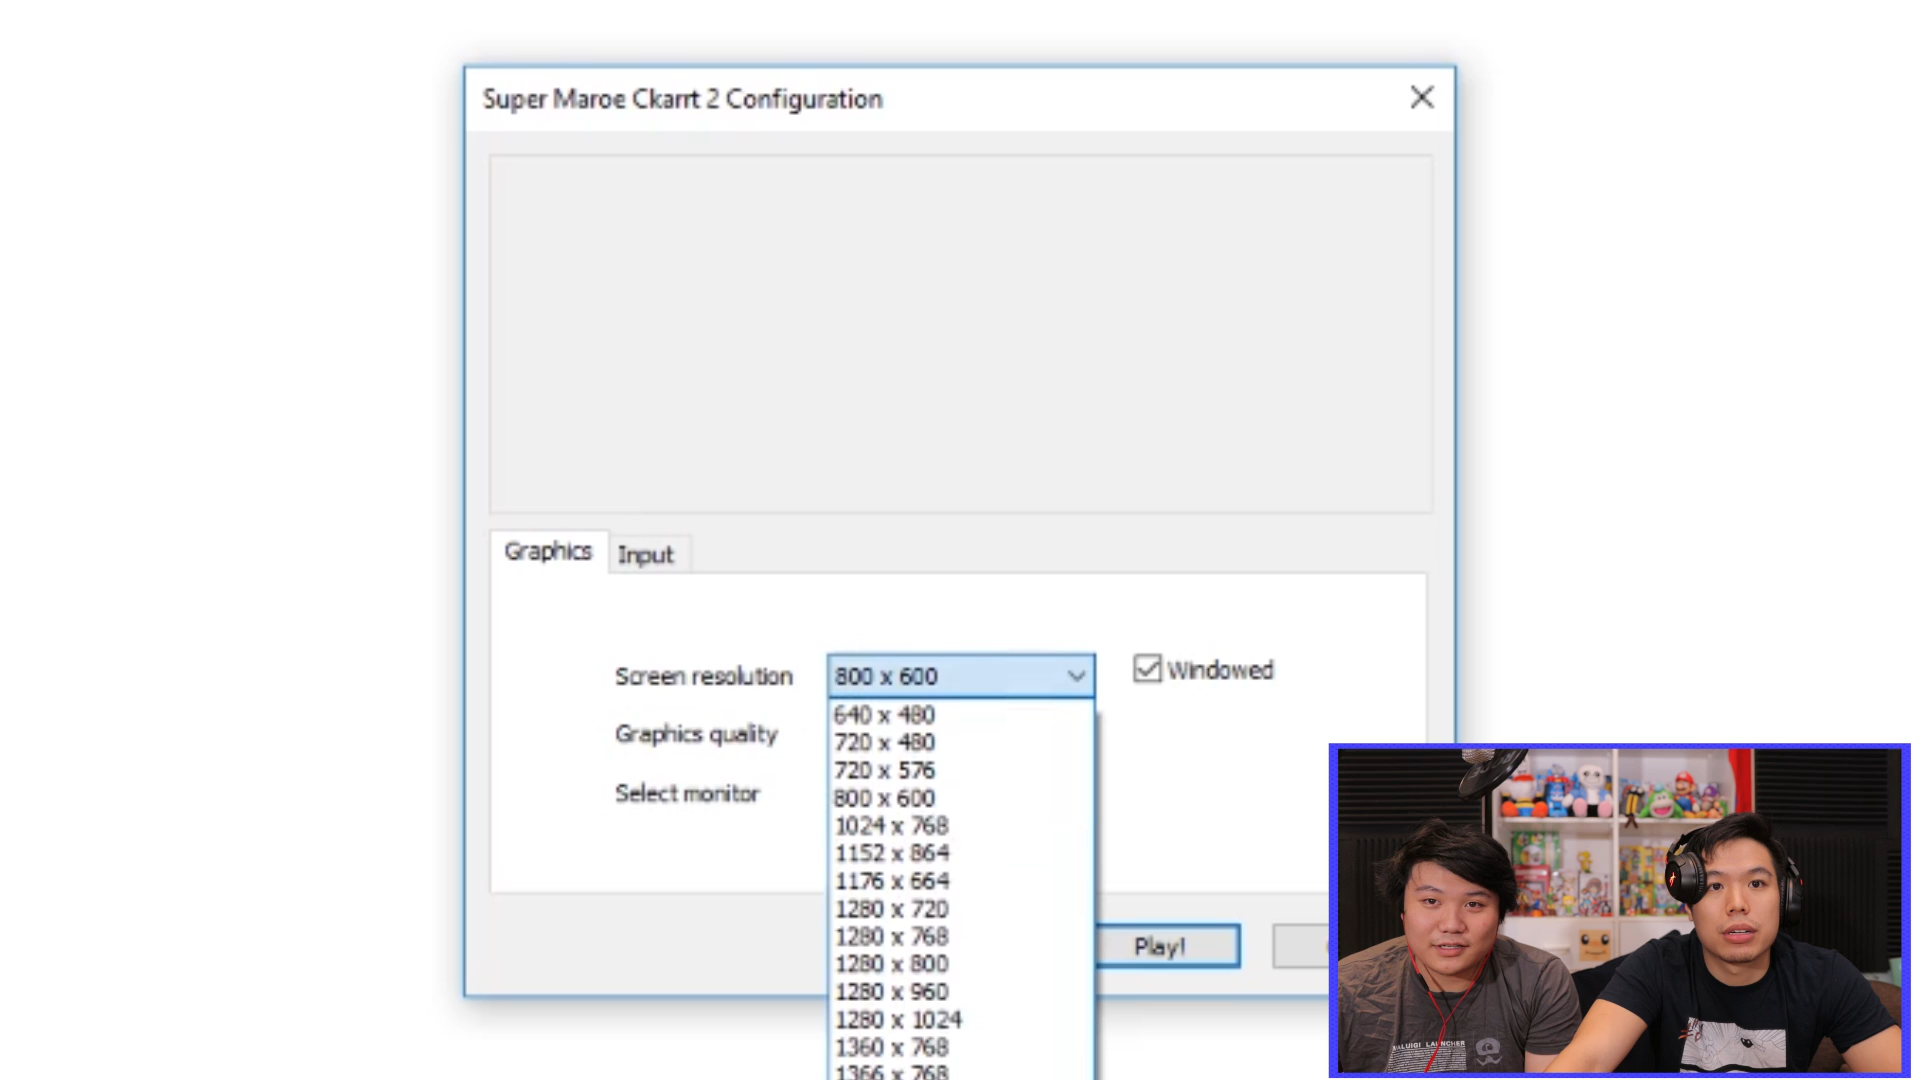 Super Maroe Ckarrt 2 Configuration
Graphics
Input
Screen resolution
800 x 600
Windowed
640 x 480
Graphics quality
720 x 480
720 x 576
Select monitor
800 x 600
1024 x 768
1152 x 864
1176 x 664
1280 x 720
1280 x 768
Play!
1280 x 800
1280 x 960
1280 x 1024
1360 x 768
1366 x 768